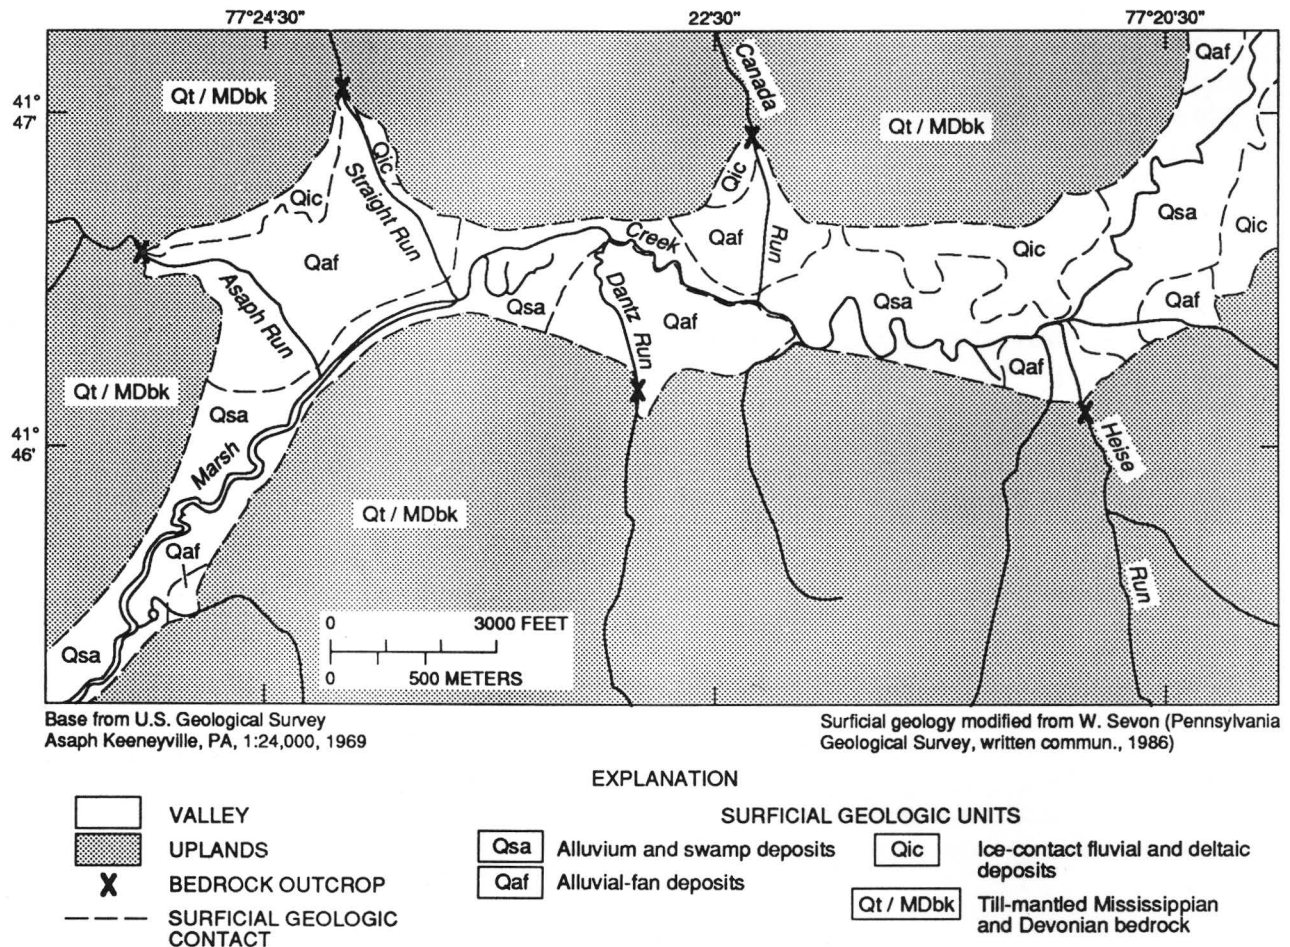 77°24'30"
22'30"
77°20'30"
41°
47'
41°
46'
Qt / MDbk
Qic
Qic
Straight Run
Qaf
Asaph Run
Qt / MDbk
Qsa
Marsh
Qaf
Qsa
Qt / MDbk
Canada
Run
Qic
Qaf
Creek
Qsa
Dantz
Run
Qaf
Qt / MDbk
Qaf
Qsa
Qic
Qic
Qsa
Qaf
Qaf
Heise
Run
0 3000 FEET
0 500 METERS
Base from U.S. Geological Survey
Asaph Keeneyville, PA, 1:24,000, 1969
Surficial geology modified from W. Sevon (Pennsylvania
Geological Survey, written commun., 1986)
EXPLANATION
VALLEY
UPLANDS
X BEDROCK OUTCROP
SURFICIAL GEOLOGIC
CONTACT
SURFICIAL GEOLOGIC UNITS
Qsa Alluvium and swamp deposits
Qaf Alluvial-fan deposits
Qic Ice-contact fluvial and deltaic
deposits
Qt / MDbk Till-mantled Mississippian
and Devonian bedrock